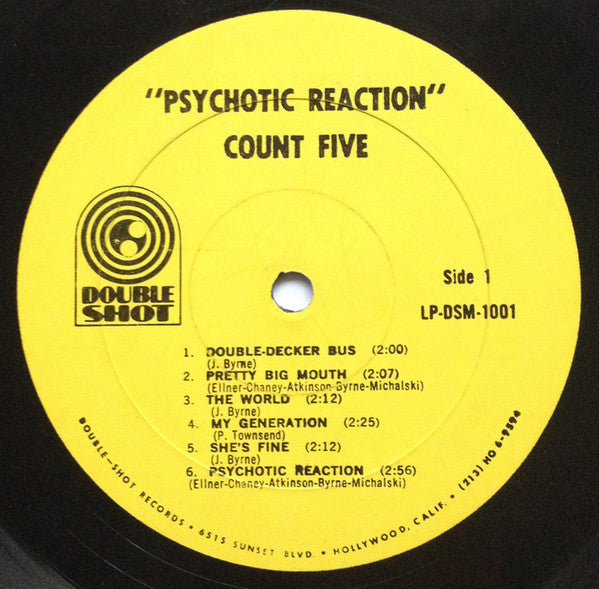 "PSYCHOTIC REACTION"
COUNT FIVE
DOUBLE
SHOT
Side 1
LP-DSM-1001
1. DOUBLE-DECKER BUS (2:00)
(J. Byrne)
2. PRETTY BIG MOUTH (2:07)
(Ellner-Chaney-Atkinson-Byrne-Michalski)
3. THE WORLD (2:12)
(J. Byrne)
4. MY GENERATION (2:25)
(P. Townsend)
5. SHE'S FINE (2:12)
(J. Byrne)
6. PSYCHOTIC REACTION (2:56)
(Ellner-Chaney-Atkinson-Byrne-Michalski)
DOUBLE-SHOT RECORDS • 6515 SUNSET BLVD. • HOLLYWOOD, CALIF. • (213) HO 6-9594